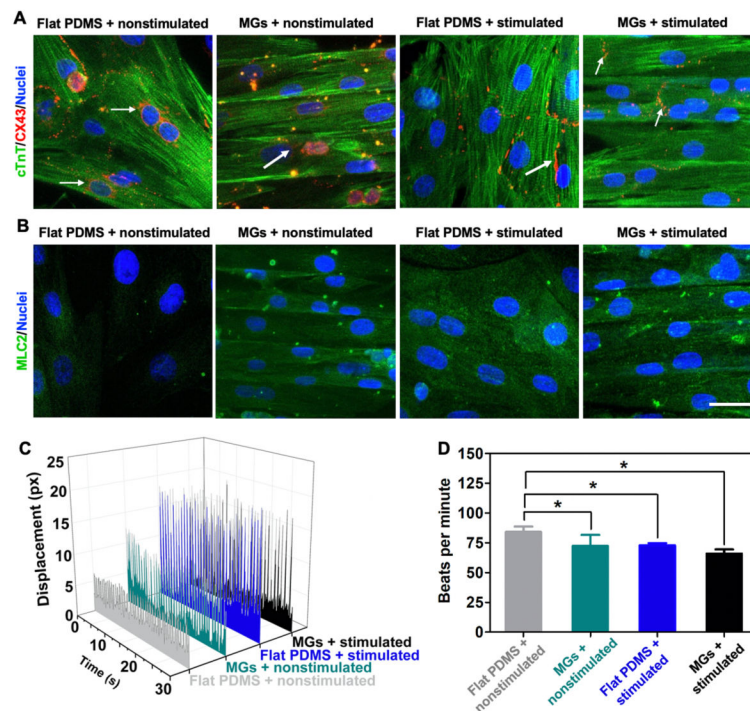 A
Flat PDMS + nonstimulated
MGs + nonstimulated
Flat PDMS + stimulated
MGs + stimulated
cTnT/CX43/Nuclei
B
Flat PDMS + nonstimulated
MGs + nonstimulated
Flat PDMS + stimulated
MGs + stimulated
MLC2/Nuclei
C
Displacement (px)
25
20
15
10
5
0
0
10
20
30
Time (s)
MGs + stimulated
Flat PDMS + stimulated
MGs + nonstimulated
Flat PDMS + nonstimulated
D
Beats per minute
150
125
100
75
50
25
0
*
*
*
Flat PDMS +
nonstimulated
MGs +
nonstimulated
Flat PDMS +
stimulated
MGs +
stimulated